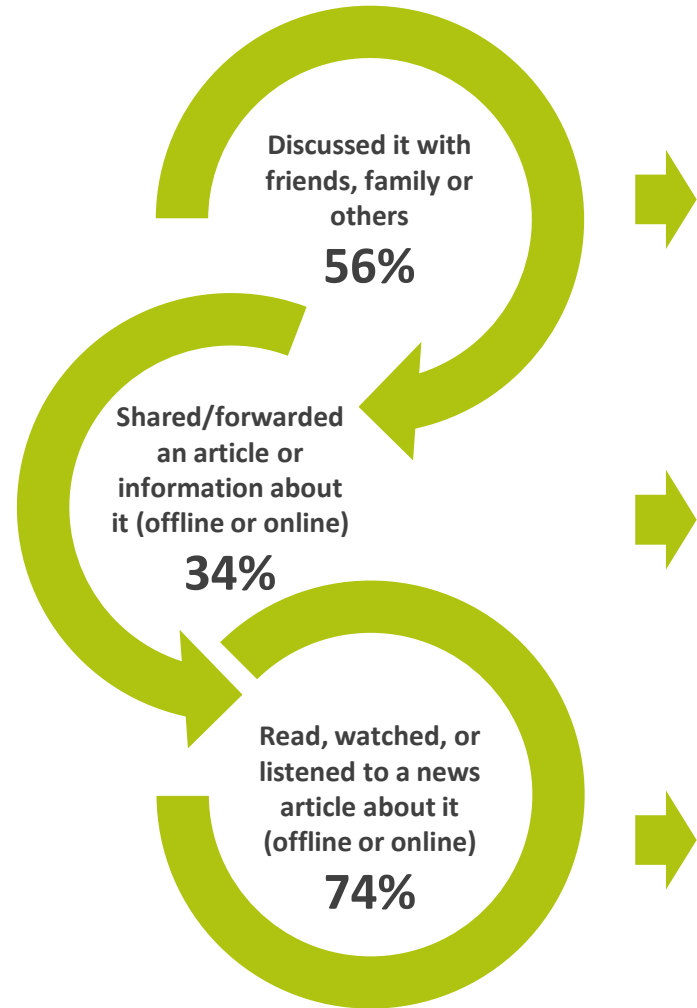 Discussed it with
friends, family or
others
56%
Shared/forwarded
an article or
information about
it (offline or online)
34%
Read, watched, or
listened to a news
article about it
(offline or online)
74%